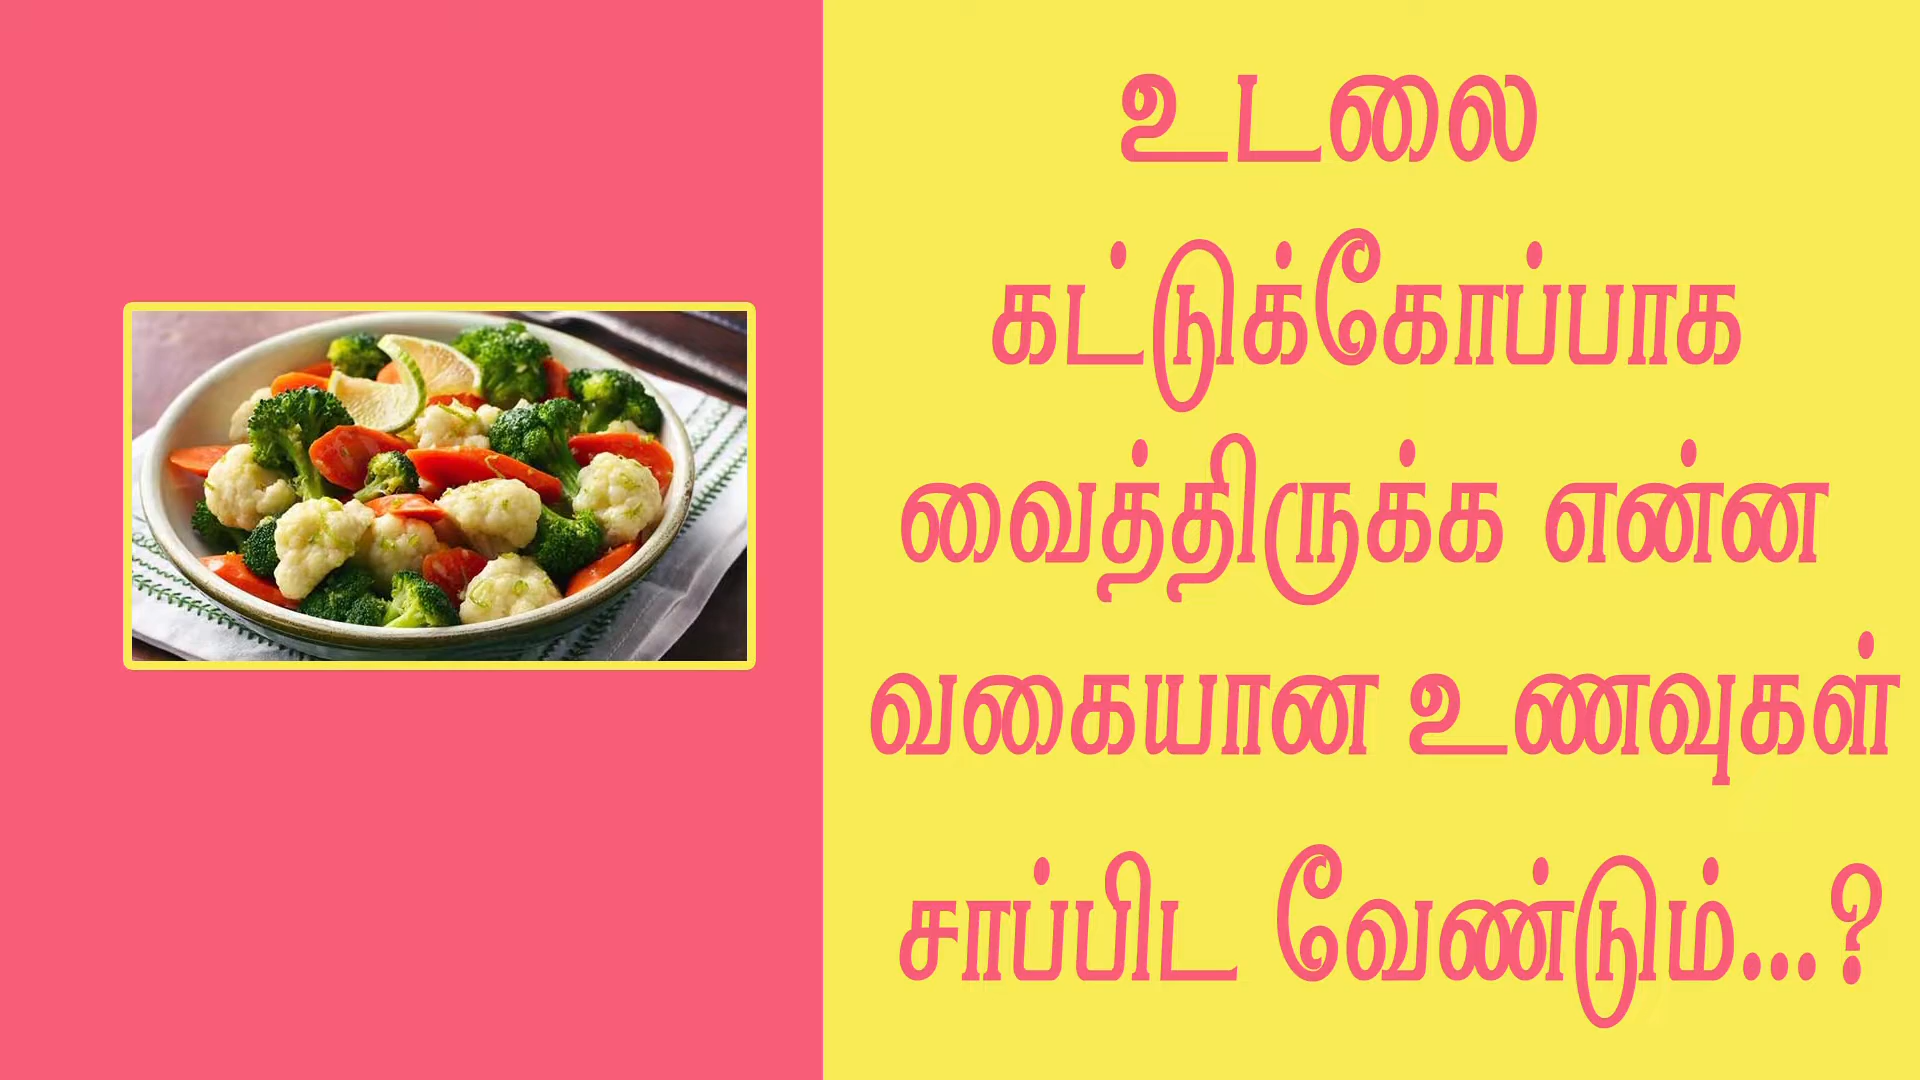 உடலை
கட்டுக்கோப்பாக
வைத்திருக்க என்ன
வகையான உணவுகள்
சாப்பிட வேண்டும்...?